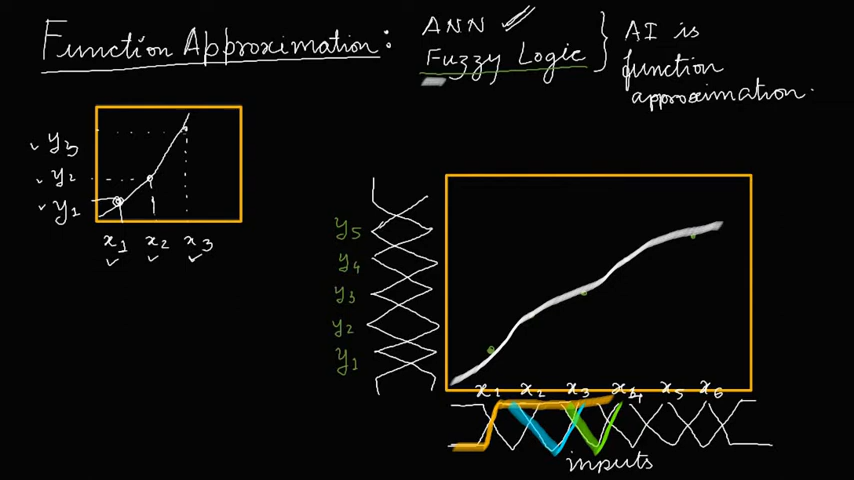 Function Approximation:
ANN
Fuzzy Logic
AI is
function
approximation.
y3
y2
y1
x1 x2 x3
y5
y4
y3
y2
y1
x1 x2 x3 x4 x5 x6
inputs